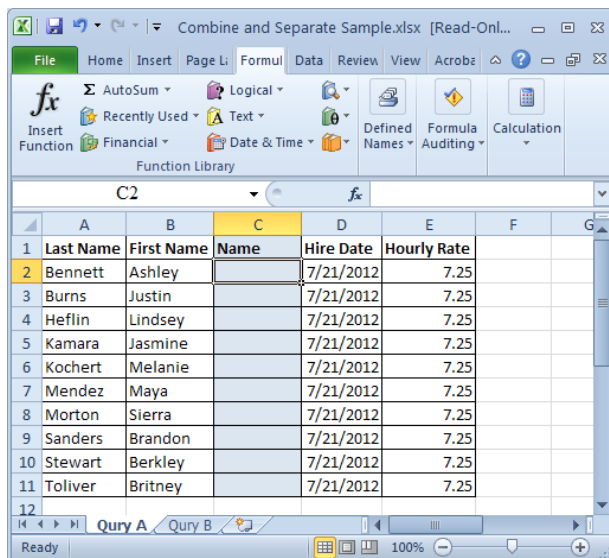 Combine and Separate Sample.xlsx [Read-Onl...
File Home Insert Page L Formul Data Review View Acroba
Insert Function
fx
Σ AutoSum
Recently Used
Financial
Logical
Text
Date & Time
Function Library
Defined Names
Formula Auditing
Calculation
C2 fx
A B C D E F G
1 Last Name First Name Name Hire Date Hourly Rate
2 Bennett Ashley 7/21/2012 7.25
3 Burns Justin 7/21/2012 7.25
4 Heflin Lindsey 7/21/2012 7.25
5 Kamara Jasmine 7/21/2012 7.25
6 Kochert Melanie 7/21/2012 7.25
7 Mendez Maya 7/21/2012 7.25
8 Morton Sierra 7/21/2012 7.25
9 Sanders Brandon 7/21/2012 7.25
10 Stewart Berkley 7/21/2012 7.25
11 Toliver Britney 7/21/2012 7.25
12
Qury A Qury B
Ready 100%